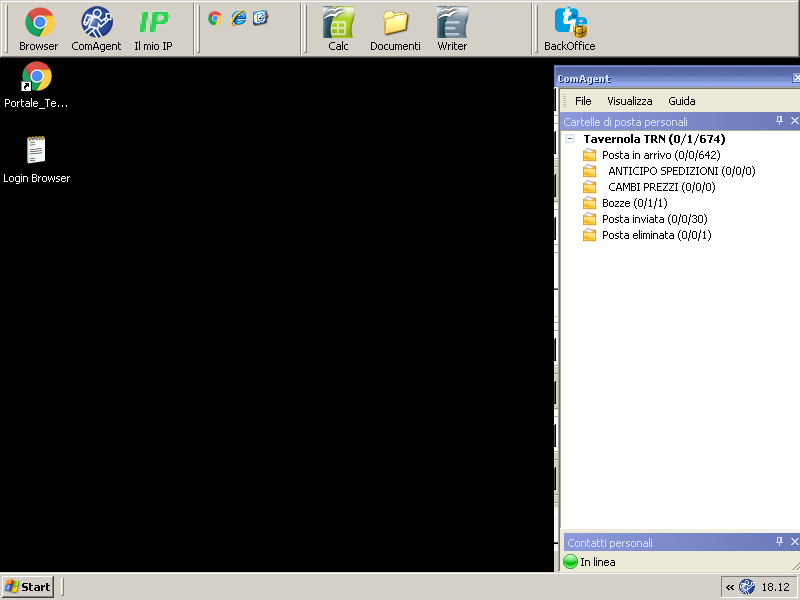 Browser ComAgent Il mio IP Calc Documenti Writer BackOffice
Portale_Te...
Login Browser
ComAgent
File Visualizza Guida
Cartelle di posta personali
Tavernola TRN (0/1/674)
Posta in arrivo (0/0/642)
ANTICIPO SPEDIZIONI (0/0/0)
CAMBI PREZZI (0/0/0)
Bozze (0/1/1)
Posta inviata (0/0/30)
Posta eliminata (0/0/1)
Contatti personali
In linea
Start « 18.12